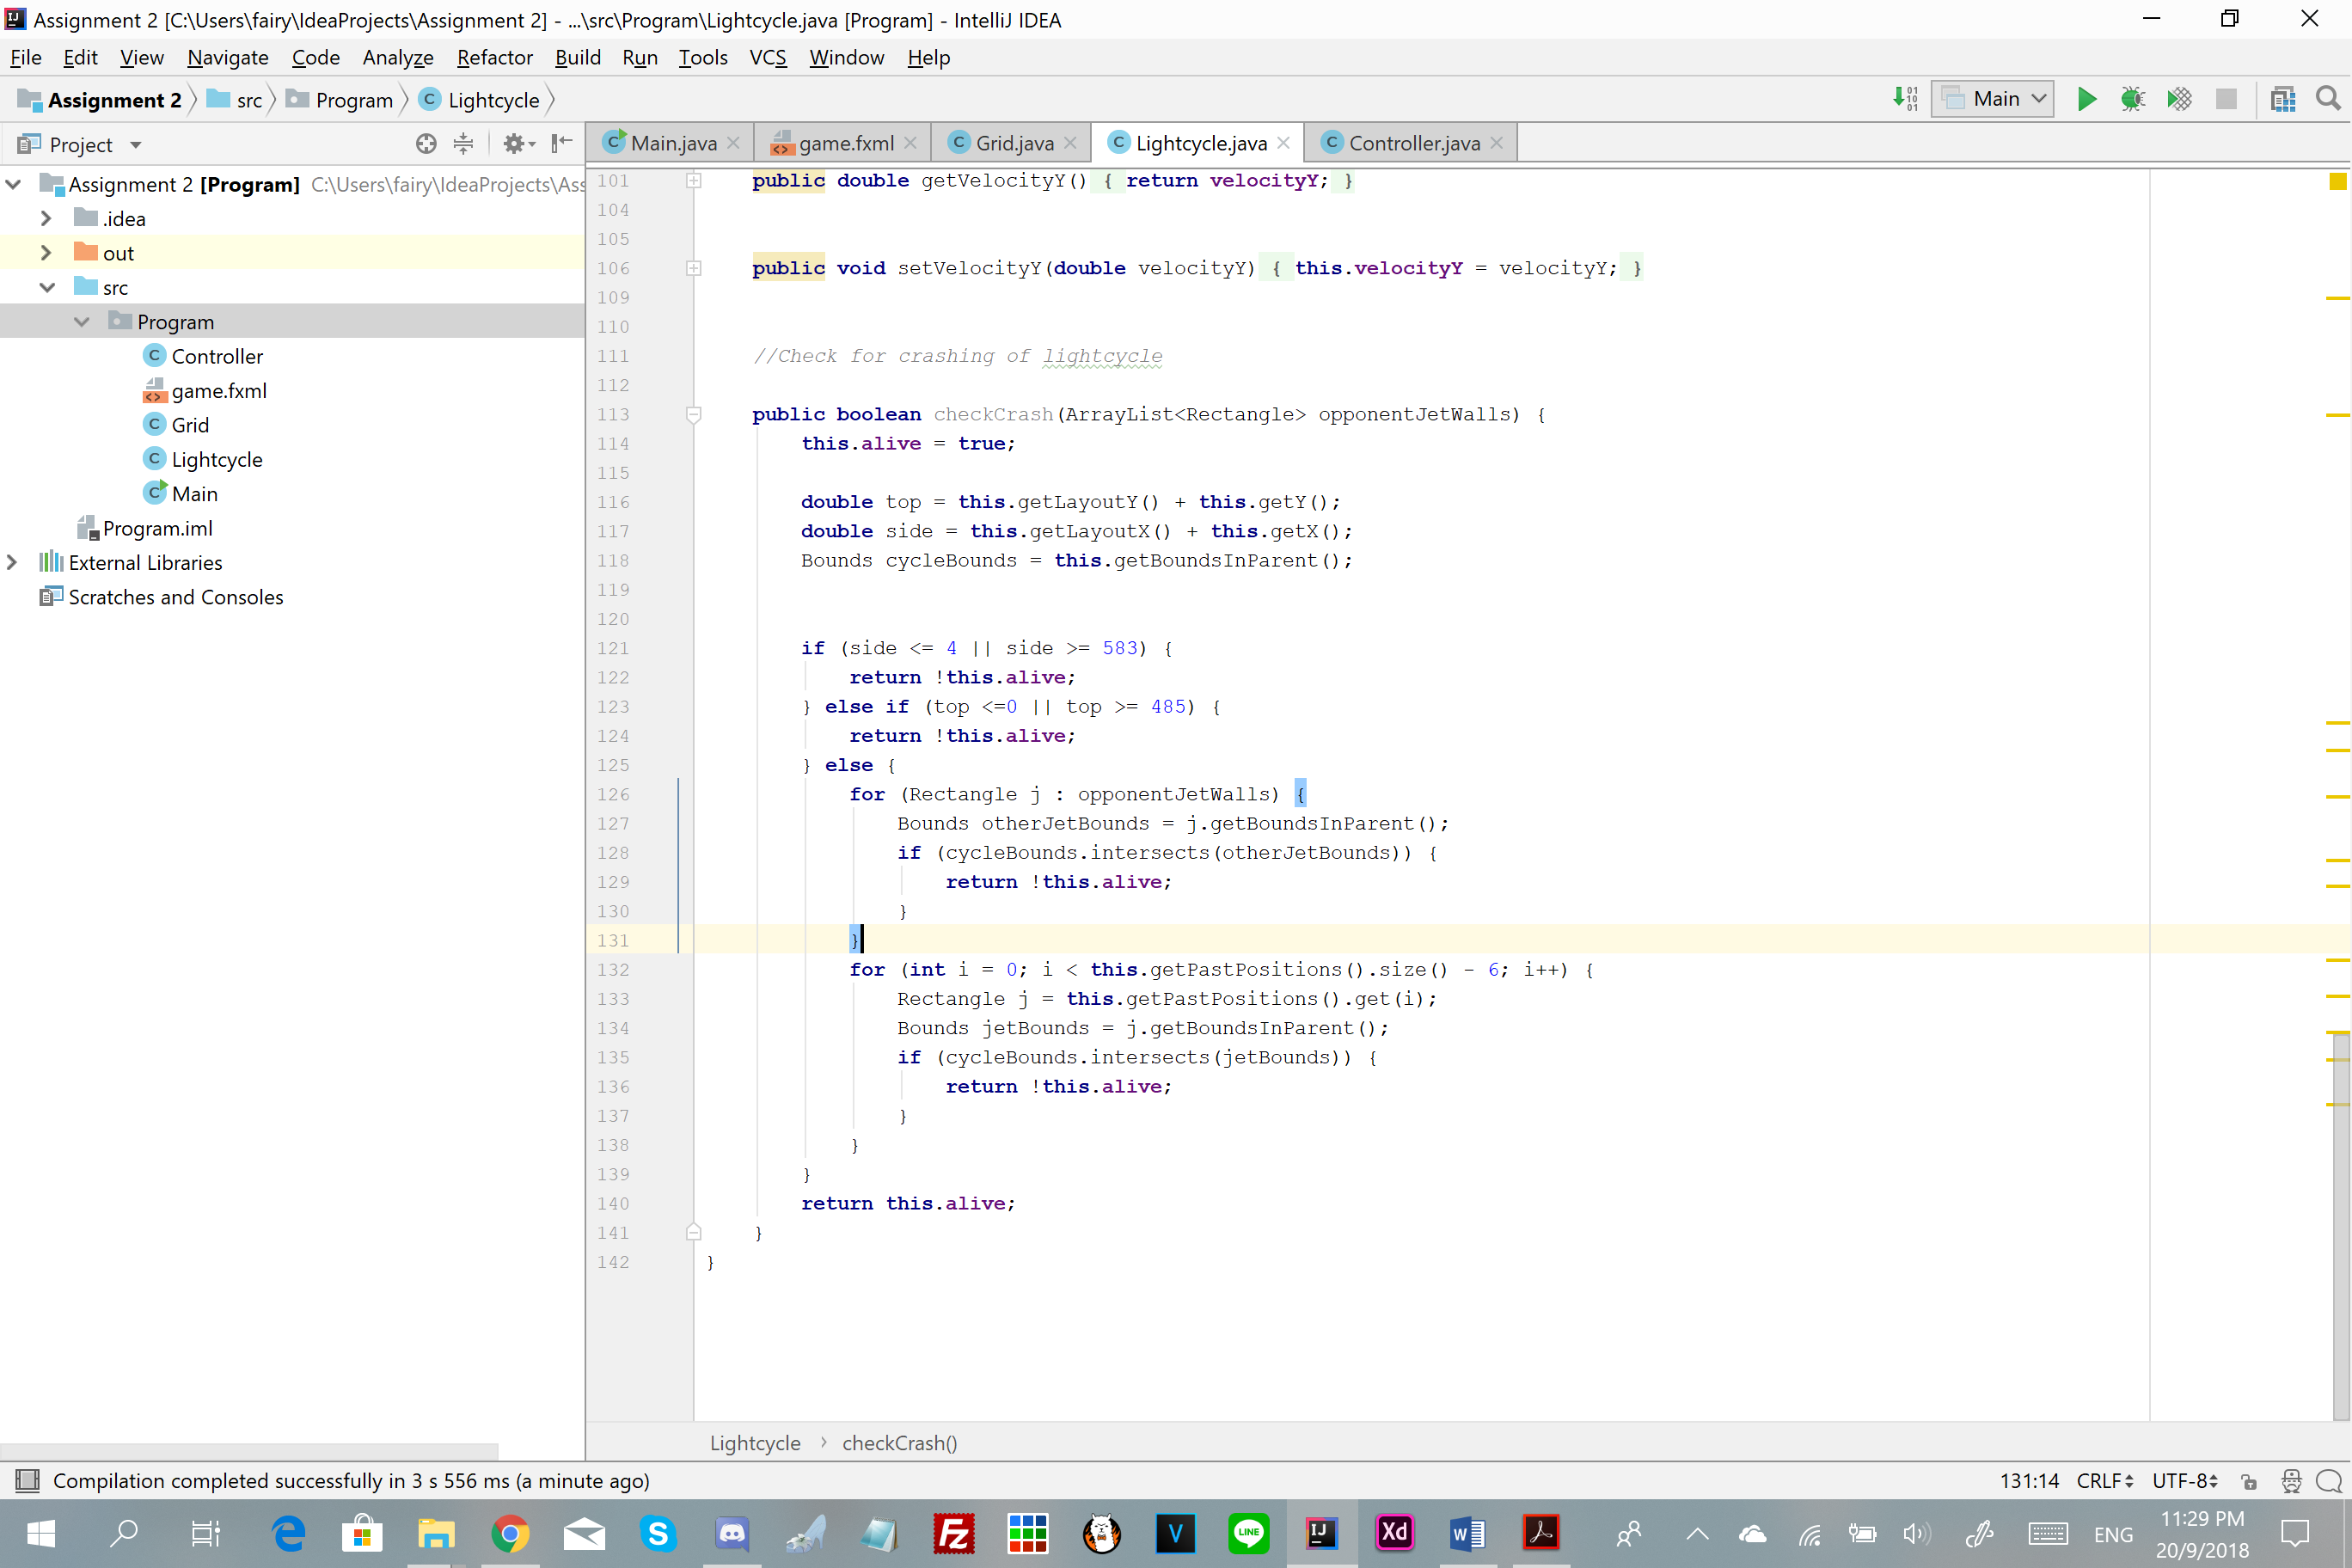 Assignment 2 [C:\Users\fairy\IdeaProjects\Assignment 2] - ...\src\Program\Lightcycle.java [Program] - IntelliJ IDEA
File Edit View Navigate Code Analyze Refactor Build Run Tools VCS Window Help
Assignment 2 src Program Lightcycle Main
Project
Main.java game.fxml Grid.java Lightcycle.java Controller.java
Assignment 2 [Program] C:\Users\fairy\IdeaProjects\Ass
.idea
out
src
Program
Controller
game.fxml
Grid
Lightcycle
Main
Program.iml
External Libraries
Scratches and Consoles
101 public double getVelocityY() { return velocityY; }
104
105
106 public void setVelocityY(double velocityY) { this.velocityY = velocityY; }
109
110
111 //Check for crashing of lightcycle
112
113 public boolean checkCrash(ArrayList<Rectangle> opponentJetWalls) {
114 this.alive = true;
115
116 double top = this.getLayoutY() + this.getY();
117 double side = this.getLayoutX() + this.getX();
118 Bounds cycleBounds = this.getBoundsInParent();
119
120
121 if (side <= 4 || side >= 583) {
122 return !this.alive;
123 } else if (top <=0 || top >= 485) {
124 return !this.alive;
125 } else {
126 for (Rectangle j : opponentJetWalls) {
127 Bounds otherJetBounds = j.getBoundsInParent();
128 if (cycleBounds.intersects(otherJetBounds)) {
129 return !this.alive;
130 }
131 }
132 for (int i = 0; i < this.getPastPositions().size() - 6; i++) {
133 Rectangle j = this.getPastPositions().get(i);
134 Bounds jetBounds = j.getBoundsInParent();
135 if (cycleBounds.intersects(jetBounds)) {
136 return !this.alive;
137 }
138 }
139 }
140 return this.alive;
141 }
142 }
Lightcycle › checkCrash()
Compilation completed successfully in 3 s 556 ms (a minute ago) 131:14 CRLF UTF-8
ENG 11:29 PM
20/9/2018